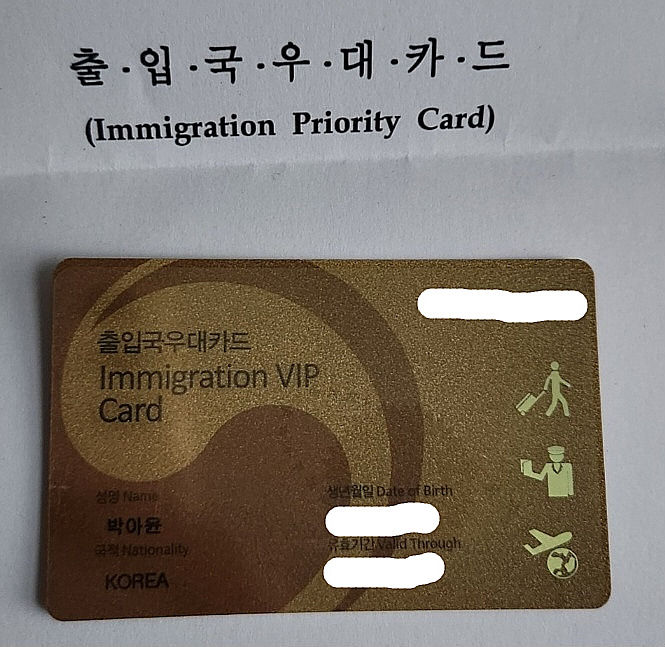 출·입·국·우·대·카·드
(Immigration Priority Card)
출입국우대카드
Immigration VIP
Card
성명 Name
박아윤
국적 Nationality
KOREA
생년월일 Date of Birth
유효기간 Valid Through